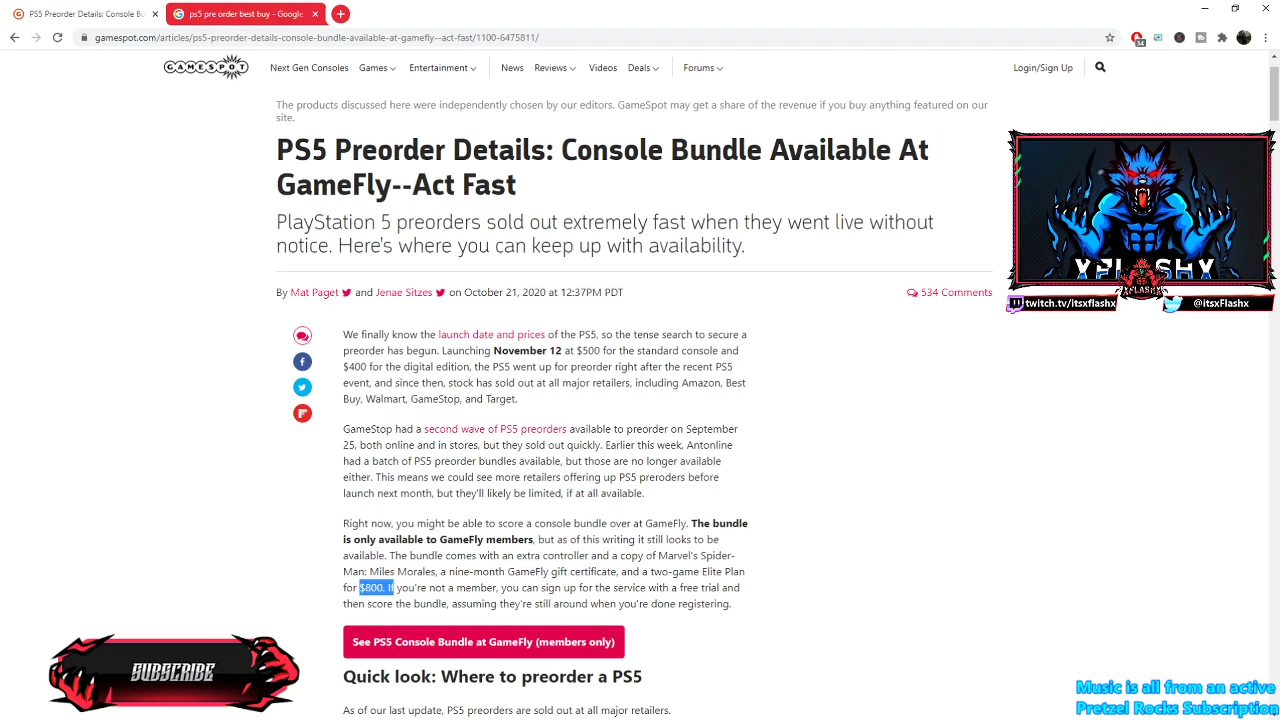 PS5 Preorder Details: Console Bu
ps5 pre order best buy - Google
gamespot.com/articles/ps5-preorder-details-console-bundle-available-at-gamefly--act-fast/1100-6475811/
34
GAMESPOT
Next Gen Consoles Games Entertainment News Reviews Videos Deals Forums Login/Sign Up
The products discussed here were independently chosen by our editors. GameSpot may get a share of the revenue if you buy anything featured on our
site.
PS5 Preorder Details: Console Bundle Available At
GameFly--Act Fast
PlayStation 5 preorders sold out extremely fast when they went live without
notice. Here's where you can keep up with availability.
By Mat Paget and Jenae Sitzes on October 21, 2020 at 12:37PM PDT
534 Comments
We finally know the launch date and prices of the PS5, so the tense search to secure a
preorder has begun. Launching November 12 at $500 for the standard console and
$400 for the digital edition, the PS5 went up for preorder right after the recent PS5
event, and since then, stock has sold out at all major retailers, including Amazon, Best
Buy, Walmart, GameStop, and Target.
GameStop had a second wave of PS5 preorders available to preorder on September
25, both online and in stores, but they sold out quickly. Earlier this week, Antonline
had a batch of PS5 preorder bundles available, but those are no longer available
either. This means we could see more retailers offering up PS5 preroders before
launch next month, but they'll likely be limited, if at all available.
Right now, you might be able to score a console bundle over at GameFly. The bundle
is only available to GameFly members, but as of this writing it still looks to be
available. The bundle comes with an extra controller and a copy of Marvel's Spider-
Man: Miles Morales, a nine-month GameFly gift certificate, and a two-game Elite Plan
for $800. If you're not a member, you can sign up for the service with a free trial and
then score the bundle, assuming they're still around when you're done registering.
See PS5 Console Bundle at GameFly (members only)
Quick look: Where to preorder a PS5
As of our last update, PS5 preorders are sold out at all major retailers.
XFLASHX
XFLASHX
twitch.tv/itsxflashx
@itsxFlashx
SUBSCRIBE
Music is all from an active
Pretzel Rocks Subscription